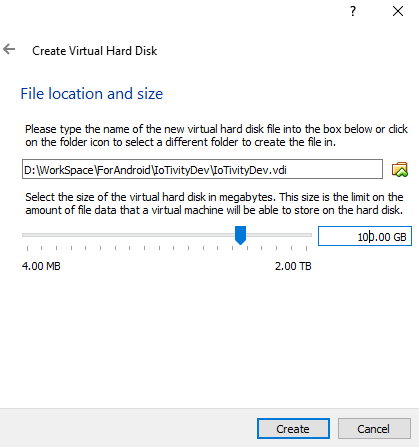 ?
Create Virtual Hard Disk
File location and size
Please type the name of the new virtual hard disk file into the box below or click
on the folder icon to select a different folder to create the file in.
D:\WorkSpace\ForAndroid\IoTivityDev\IoTivityDev.vdi
Select the size of the virtual hard disk in megabytes. This size is the limit on the
amount of file data that a virtual machine will be able to store on the hard disk.
100.00 GB
4.00 MB 2.00 TB
Create Cancel